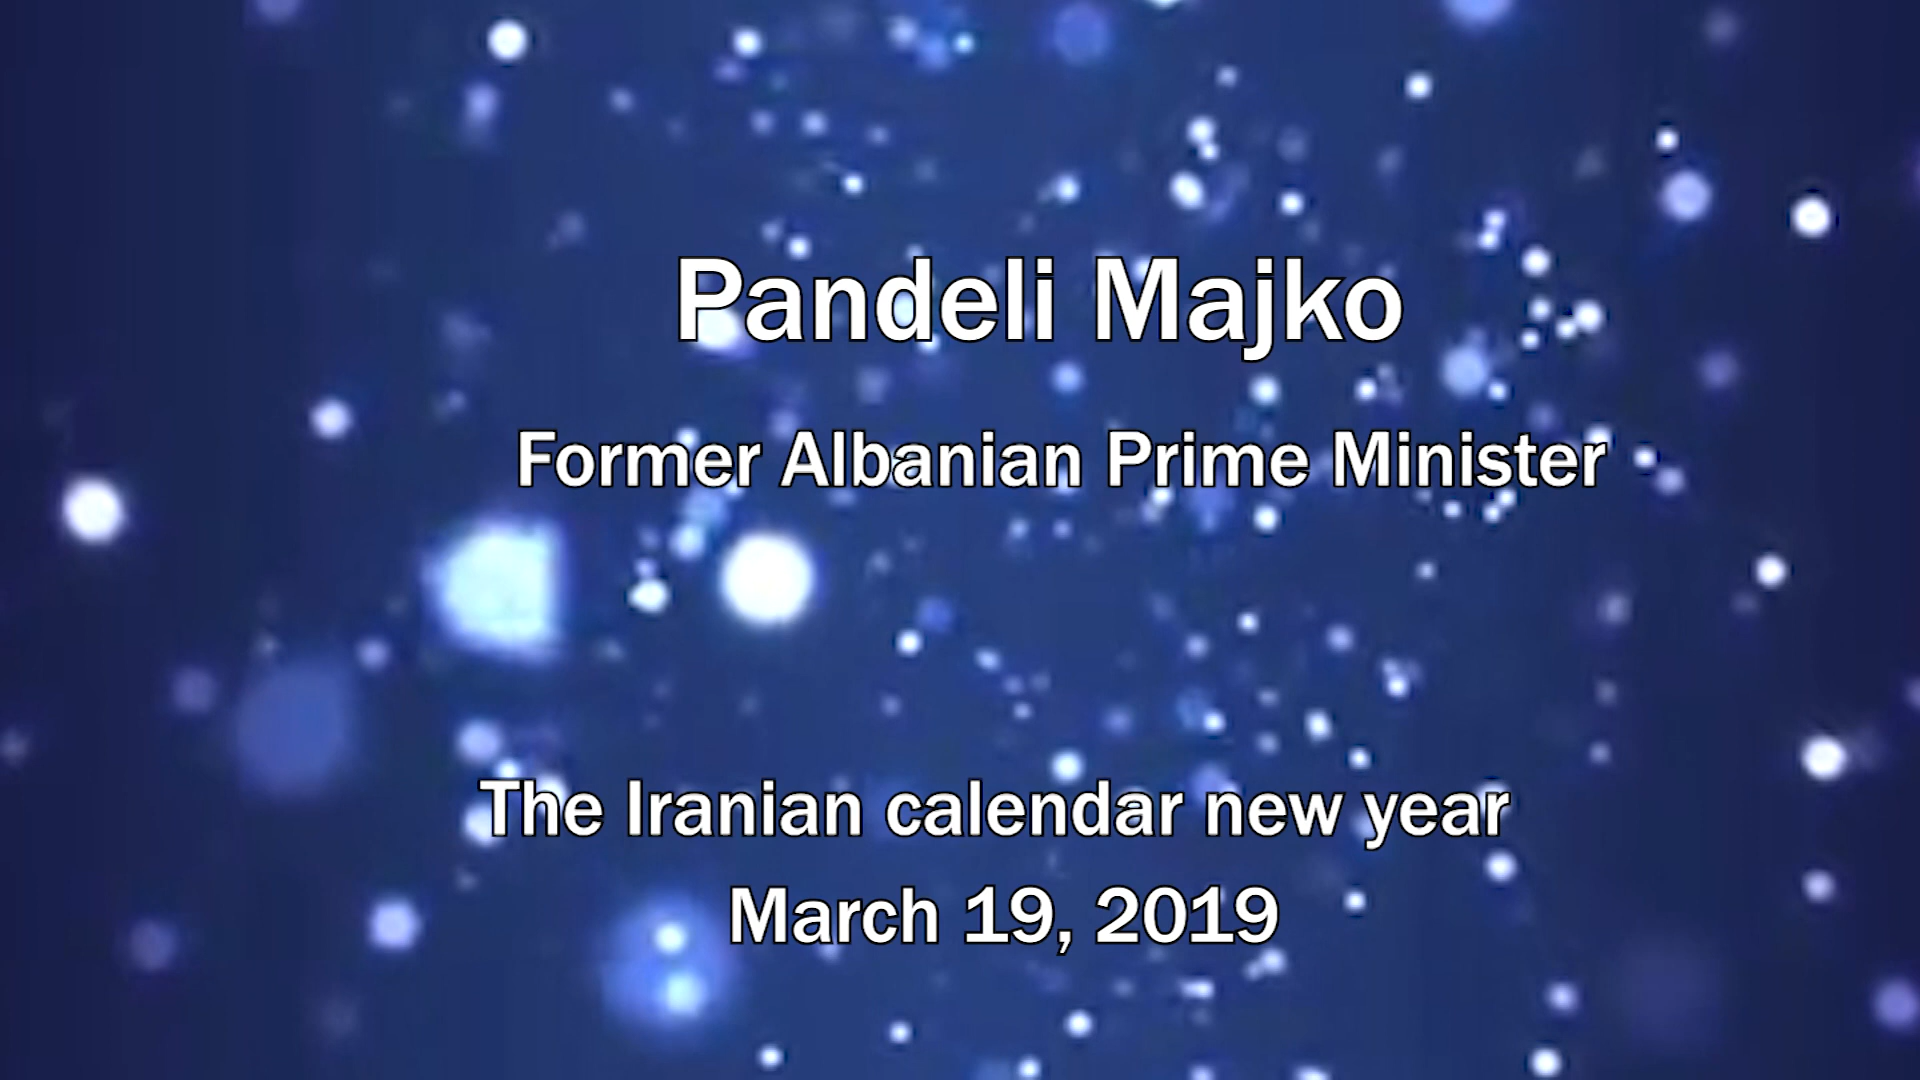 Pandeli Majko
Former Albanian Prime Minister
The Iranian calendar new year
March 19, 2019